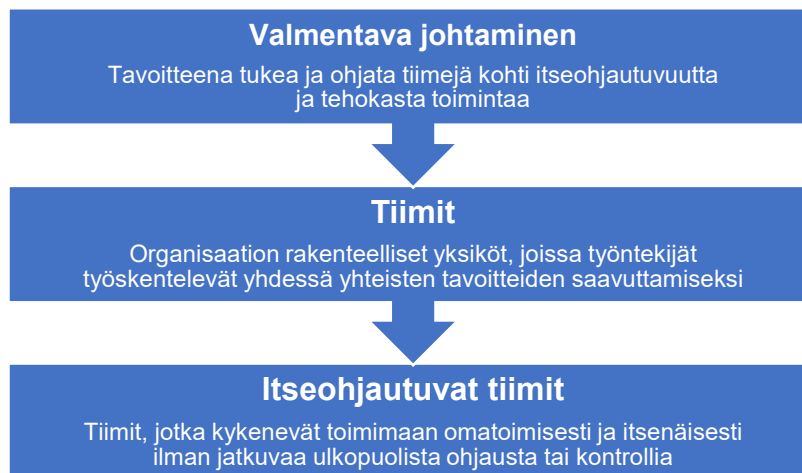 Valmentava johtaminen
Tavoitteena tukea ja ohjata tiimejä kohti itseohjautuvuutta
ja tehokasta toimintaa
Tiimit
Organisaation rakenteelliset yksiköt, joissa työntekijät
työskentelevät yhdessä yhteisten tavoitteiden saavuttamiseksi
Itseohjautuvat tiimit
Tiimit, jotka kykenevät toimimaan omatoimisesti ja itsenäisesti
ilman jatkuvaa ulkopuolista ohjausta tai kontrollia